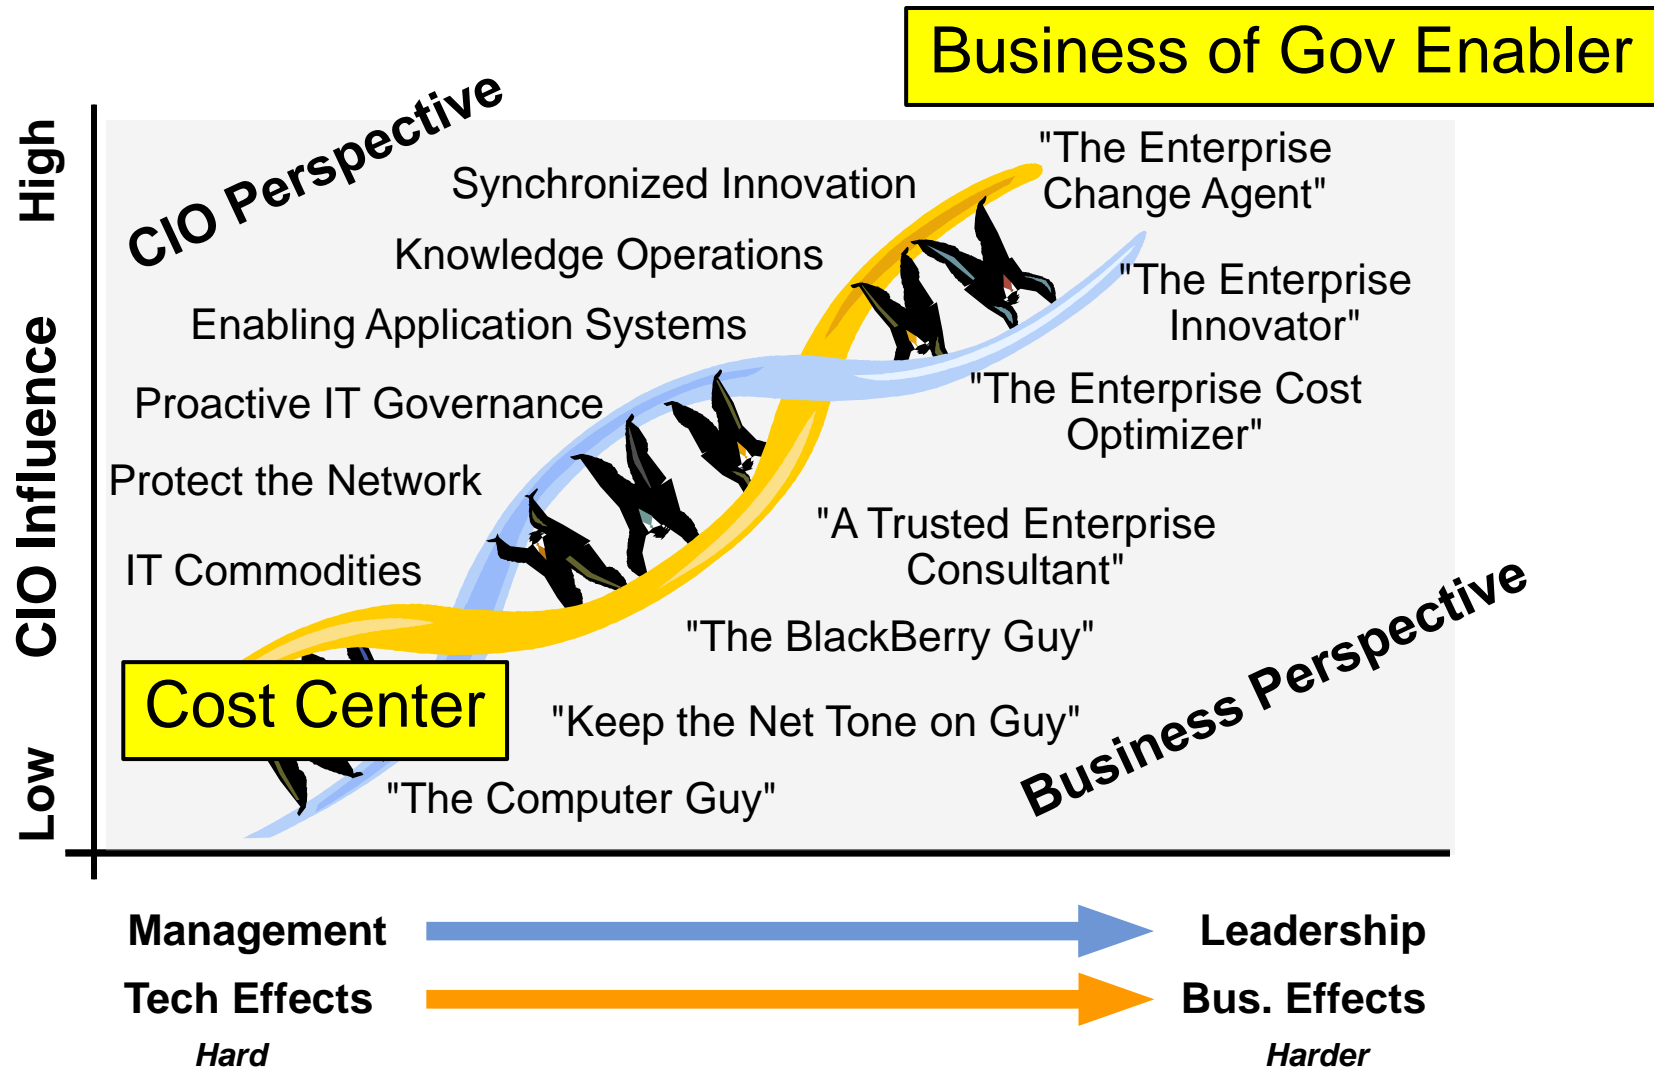 Business of Gov Enabler
CIO Perspective
High
CIO Influence
Low
Synchronized Innovation
Knowledge Operations
Enabling Application Systems
Proactive IT Governance
Protect the Network
IT Commodities
Cost Center
"The Enterprise
Change Agent"
"The Enterprise
Innovator"
"The Enterprise Cost
Optimizer"
"A Trusted Enterprise
Consultant"
"The BlackBerry Guy"
"Keep the Net Tone on Guy"
"The Computer Guy"
Business Perspective
Management
Leadership
Tech Effects
Bus. Effects
Hard
Harder